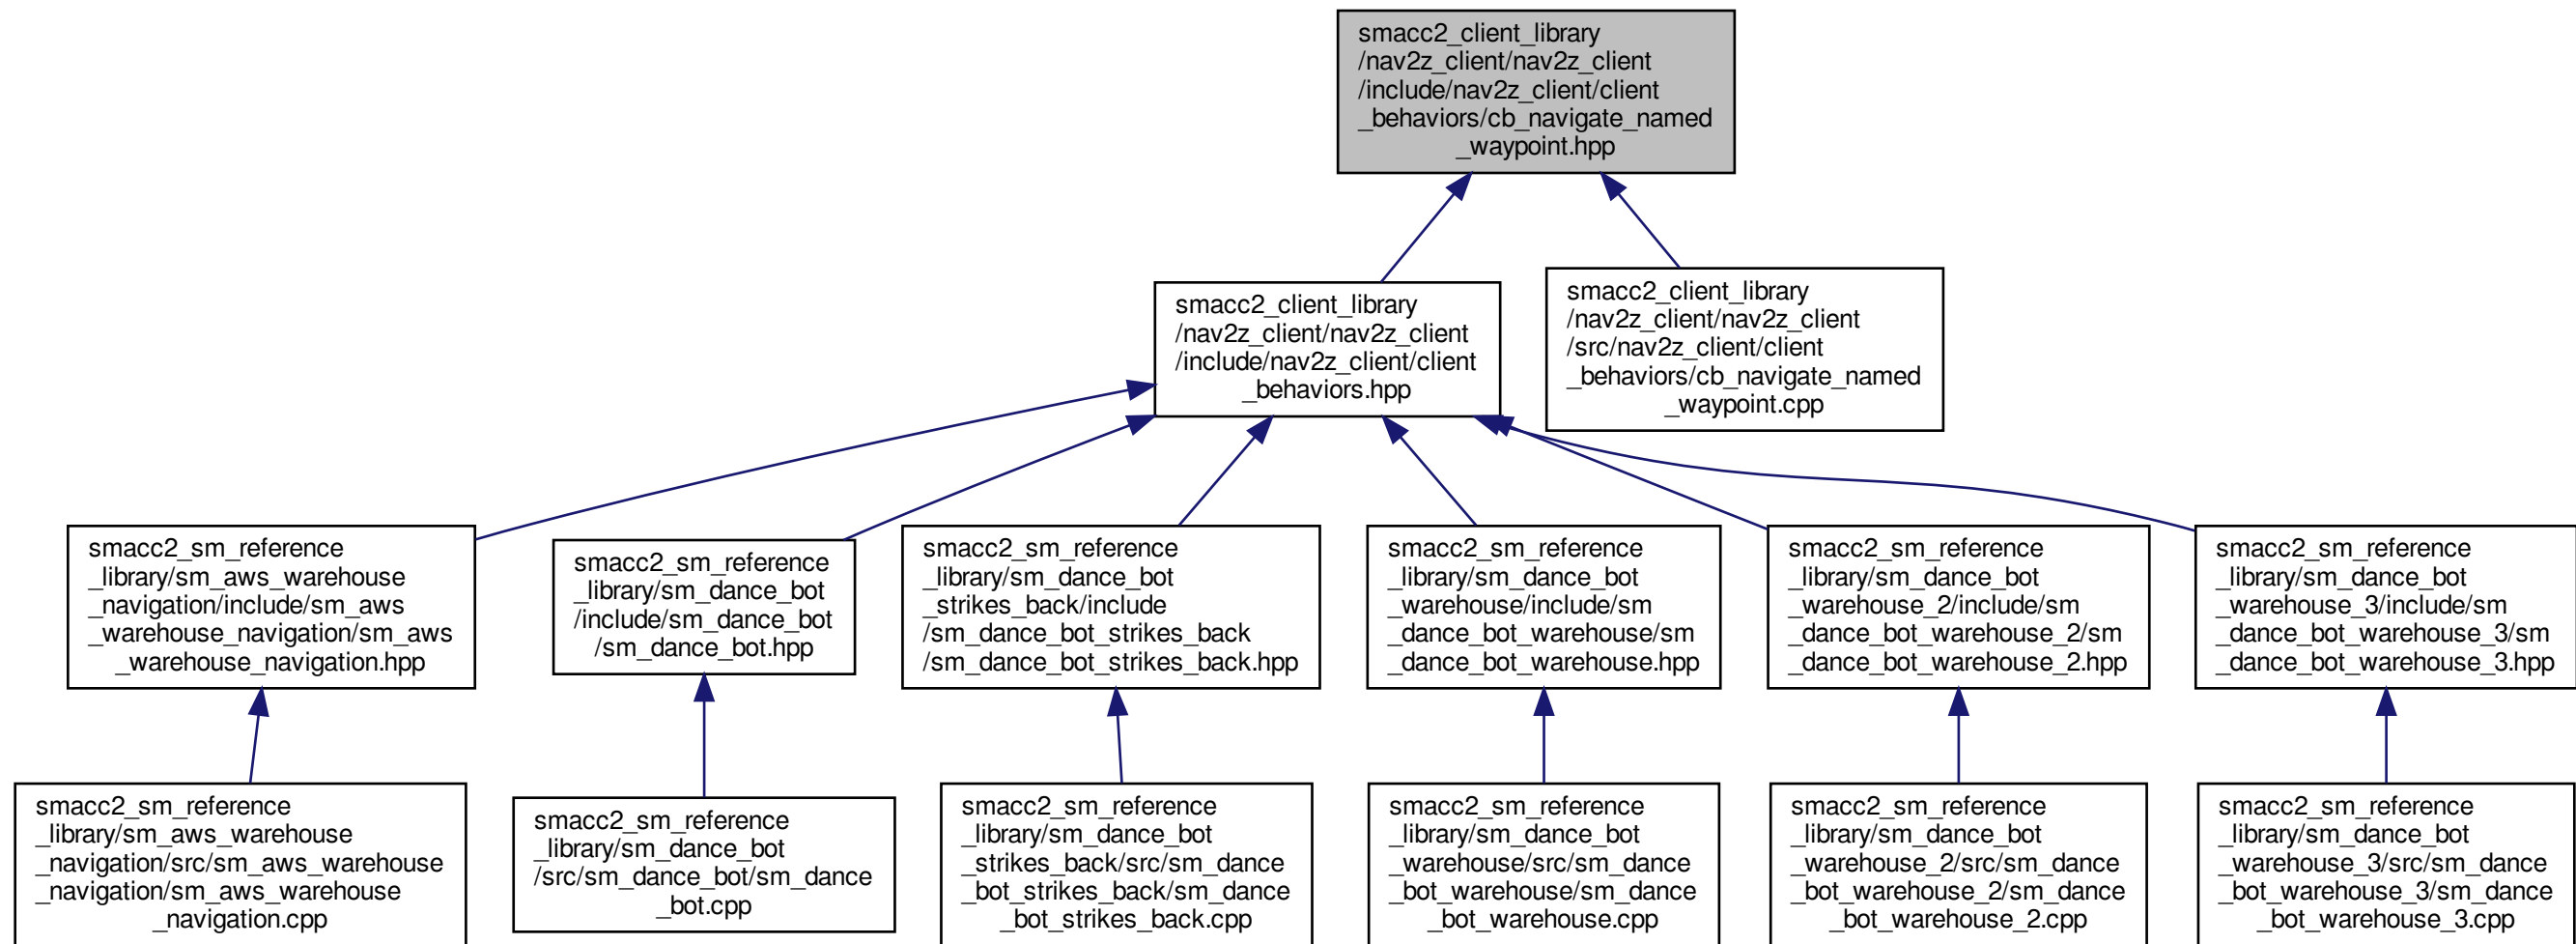 smacc2_client_library
/nav2z_client/nav2z_client
/include/nav2z_client/client
_behaviors/cb_navigate_named
_waypoint.hpp
smacc2_client_library
/nav2z_client/nav2z_client
/include/nav2z_client/client
_behaviors.hpp
smacc2_client_library
/nav2z_client/nav2z_client
/src/nav2z_client/client
_behaviors/cb_navigate_named
_waypoint.cpp
smacc2_sm_reference
_library/sm_aws_warehouse
_navigation/include/sm_aws
_warehouse_navigation/sm_aws
_warehouse_navigation.hpp
smacc2_sm_reference
_library/sm_dance_bot
/include/sm_dance_bot
/sm_dance_bot.hpp
smacc2_sm_reference
_library/sm_dance_bot
_strikes_back/include
/sm_dance_bot_strikes_back
/sm_dance_bot_strikes_back.hpp
smacc2_sm_reference
_library/sm_dance_bot
_warehouse/include/sm
_dance_bot_warehouse/sm
_dance_bot_warehouse.hpp
smacc2_sm_reference
_library/sm_dance_bot
_warehouse_2/include/sm
_dance_bot_warehouse_2/sm
_dance_bot_warehouse_2.hpp
smacc2_sm_reference
_library/sm_dance_bot
_warehouse_3/include/sm
_dance_bot_warehouse_3/sm
_dance_bot_warehouse_3.hpp
smacc2_sm_reference
_library/sm_aws_warehouse
_navigation/src/sm_aws_warehouse
_navigation/sm_aws_warehouse
_navigation.cpp
smacc2_sm_reference
_library/sm_dance_bot
/src/sm_dance_bot/sm_dance
_bot.cpp
smacc2_sm_reference
_library/sm_dance_bot
_strikes_back/src/sm_dance
_bot_strikes_back/sm_dance
_bot_strikes_back.cpp
smacc2_sm_reference
_library/sm_dance_bot
_warehouse/src/sm_dance
_bot_warehouse/sm_dance
_bot_warehouse.cpp
smacc2_sm_reference
_library/sm_dance_bot
_warehouse_2/src/sm_dance
_bot_warehouse_2/sm_dance
_bot_warehouse_2.cpp
smacc2_sm_reference
_library/sm_dance_bot
_warehouse_3/src/sm_dance
_bot_warehouse_3/sm_dance
_bot_warehouse_3.cpp